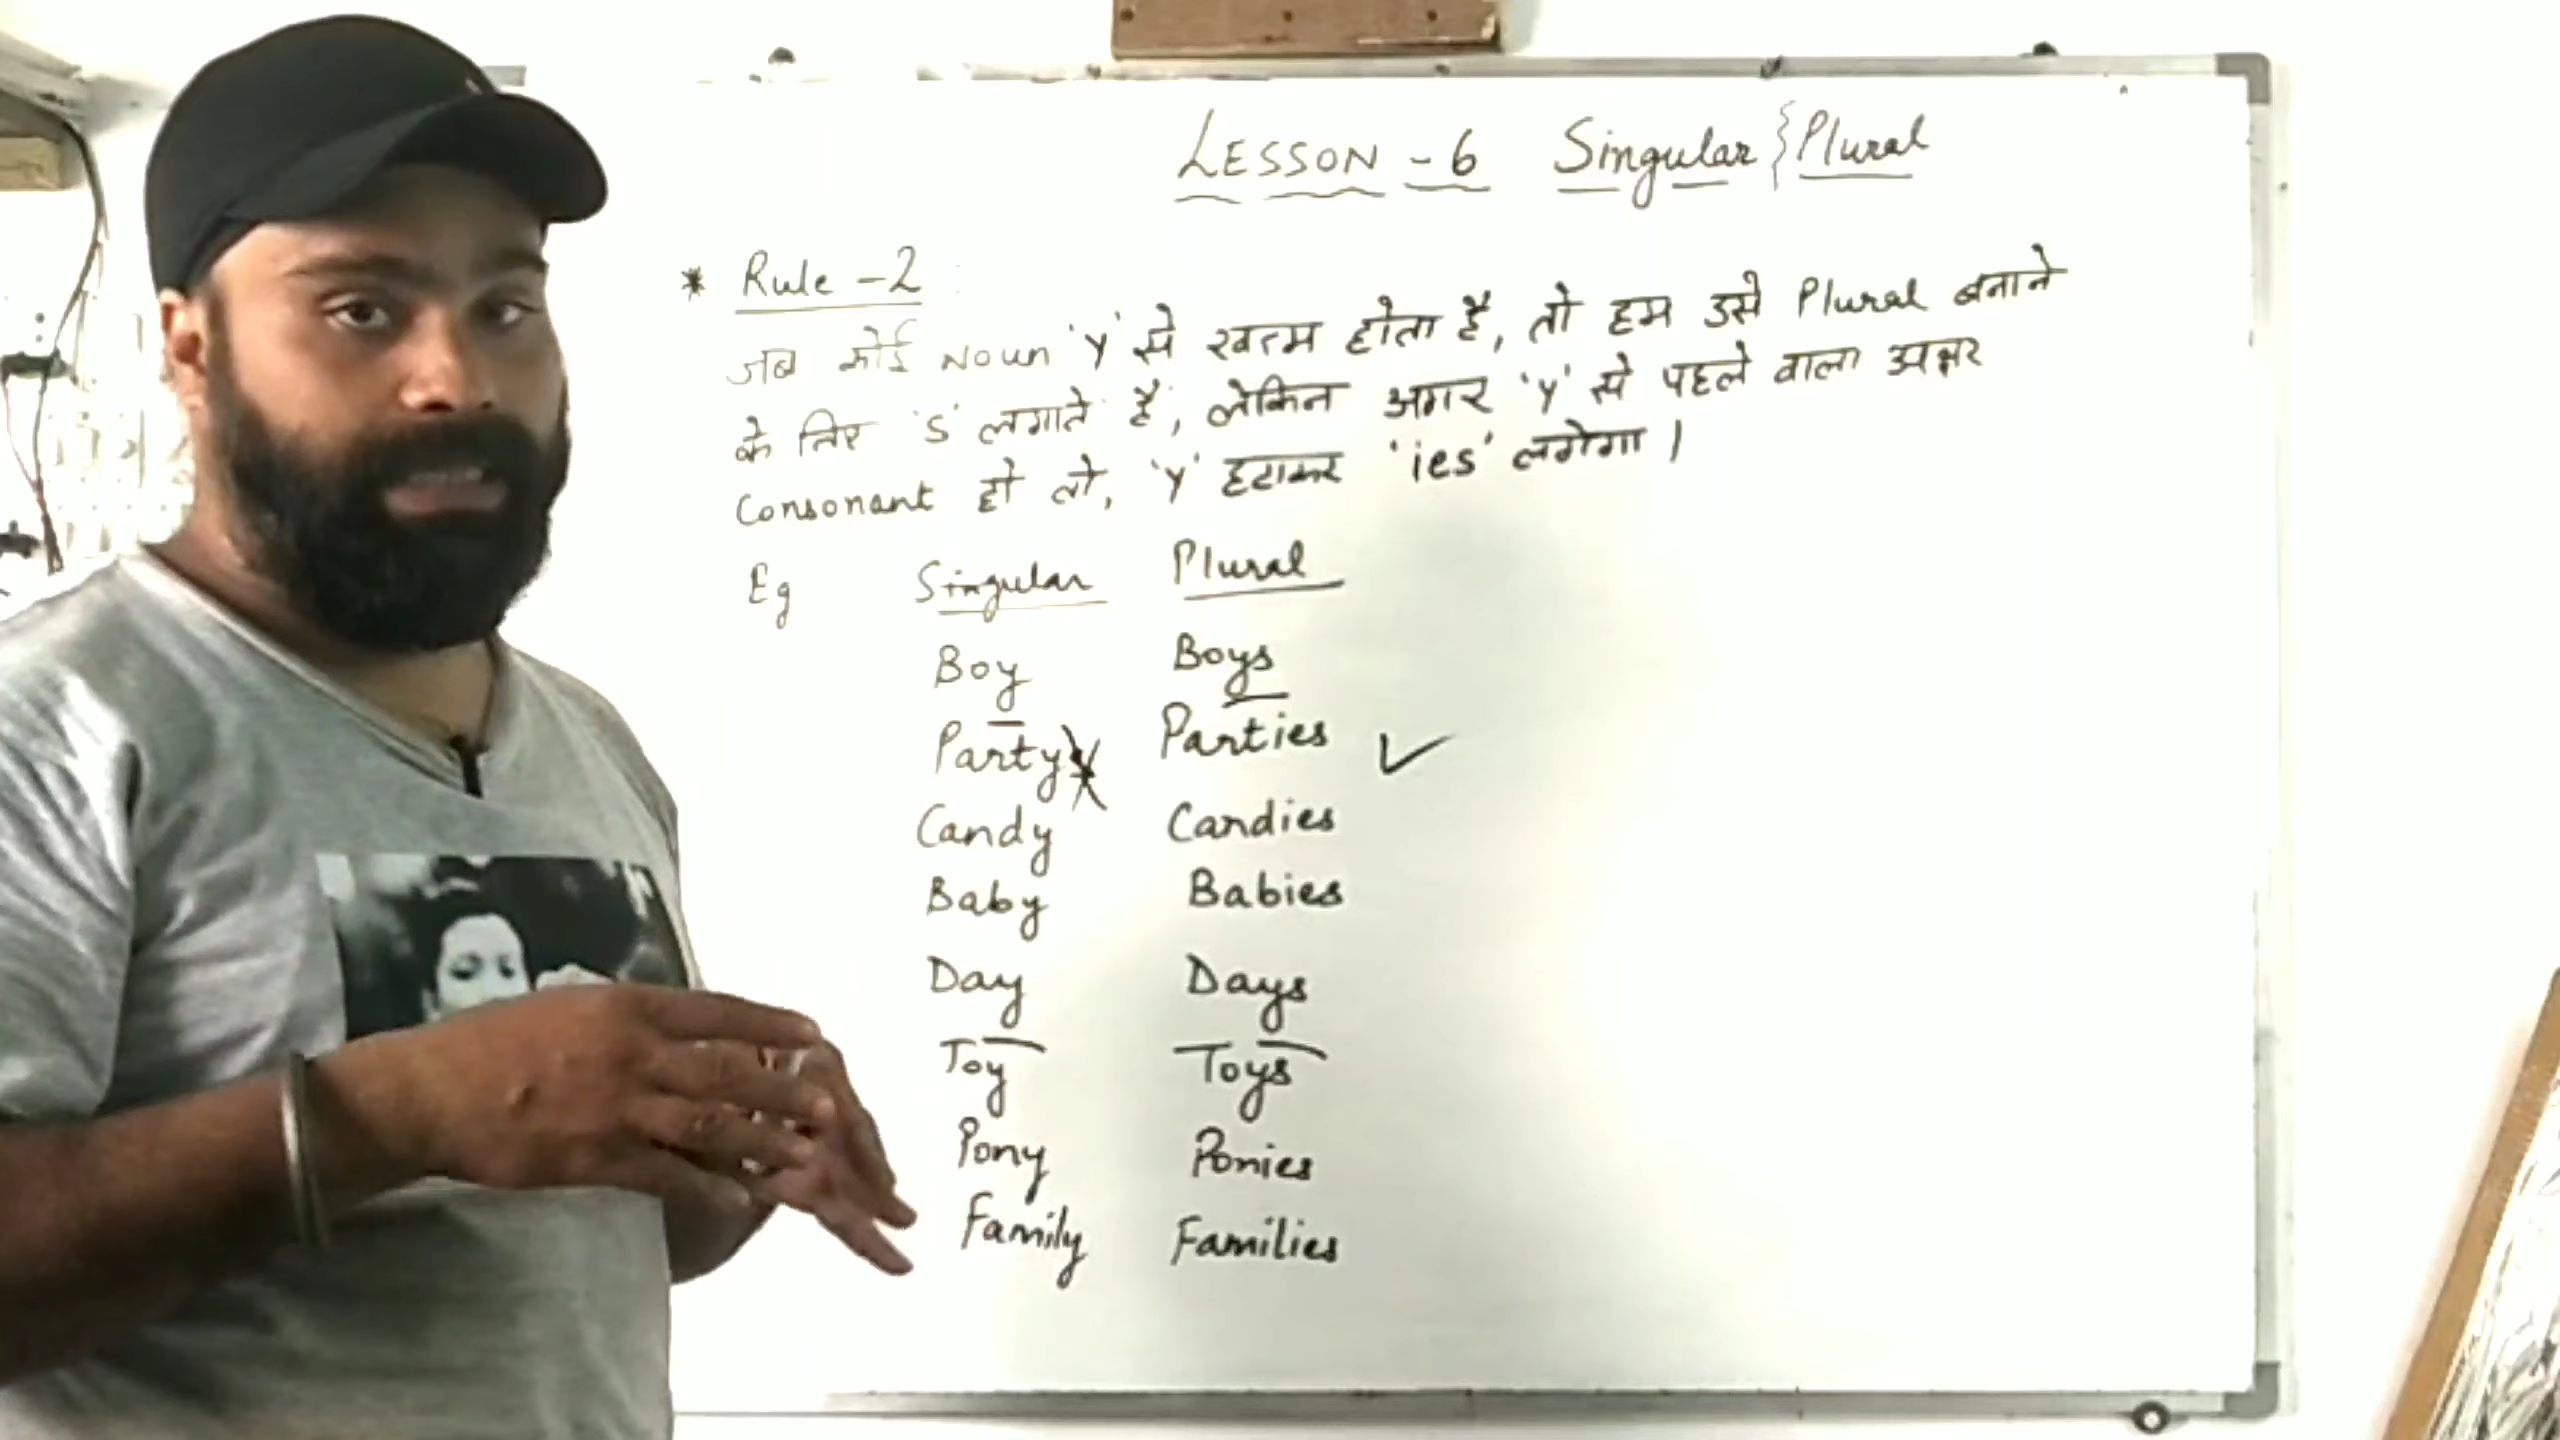 LESSON - 6 Singular } Plural
* Rule - 2
जब कोई Noun 'y' से खत्म होता है, तो हम उसे Plural बनाने
के लिए 'S' लगाते है, लेकिन अगर 'y' से पहले वाला अक्षर
Consonant हो तो, 'y' हटाकर 'ies' लगेगा।
Eg Singular Plural
Boy Boys
Party Parties ✓
Candy Candies
Baby Babies
Day Days
Toy Toys
Pony Ponies
Family Families